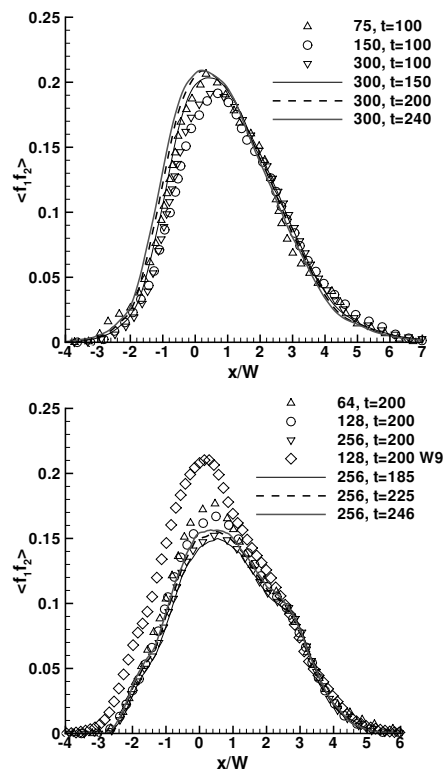 0.25
0.2
0.15
0.1
0.05
0
<f1f2>
75, t=100
150, t=100
300, t=100
300, t=150
300, t=200
300, t=240
-4 -3 -2 -1 0 1 2 3 4 5 6 7
x/W
0.25
0.2
0.15
0.1
0.05
0
<f1f2>
64, t=200
128, t=200
256, t=200
128, t=200 W9
256, t=185
256, t=225
256, t=246
-4 -3 -2 -1 0 1 2 3 4 5 6
x/W